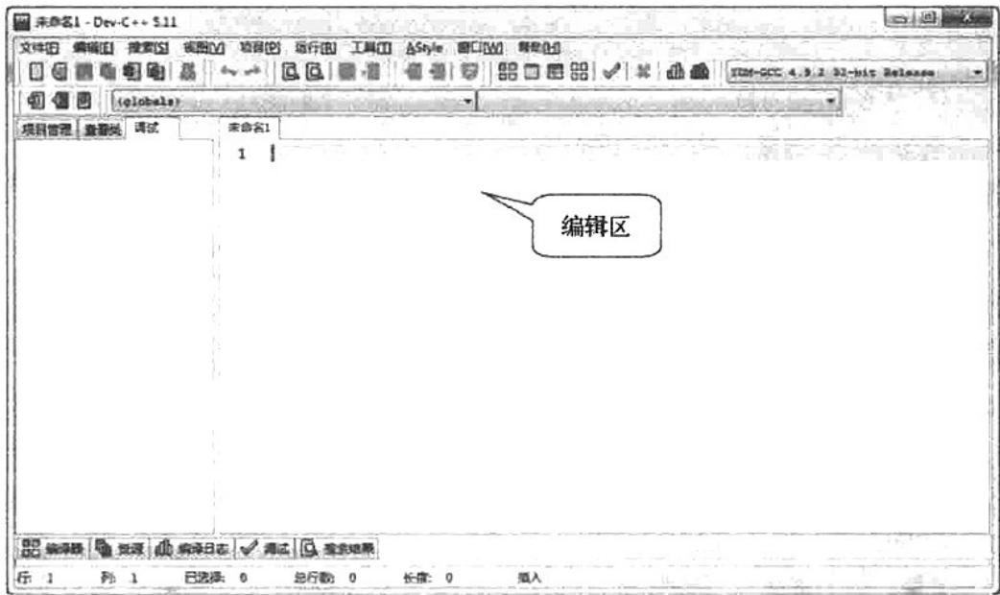 未命名1 - Dev-C++ 5.11
文件[F] 编辑[E] 搜索[S] 视图[V] 项目[P] 运行[R] 工具[T] AStyle 窗口[W] 帮助[H]
TDM-GCC 4.9.2 32-bit Release
(globals)
项目管理 查看类 调试 未命名1
1
编辑区
编译器 资源 编译日志 调试 搜索结果
行: 1 列: 1 已选择: 0 总行数: 0 长度: 0 插入